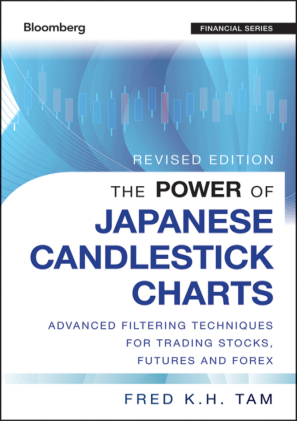 Bloomberg
FINANCIAL SERIES
REVISED EDITION
THE POWER OF
JAPANESE
CANDLESTICK
CHARTS
ADVANCED FILTERING TECHNIQUES
FOR TRADING STOCKS,
FUTURES AND FOREX
FRED K.H. TAM